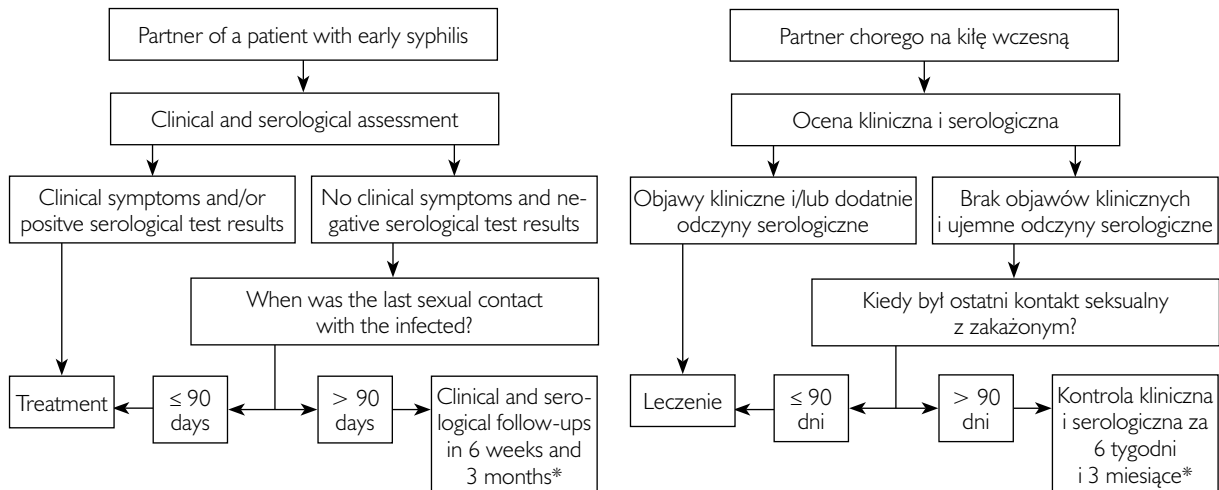 Partner of a patient with early syphilis
Clinical and serological assessment
Clinical symptoms and/or
positve serological test results
No clinical symptoms and ne-
gative serological test results
When was the last sexual contact
with the infected?
Treatment
≤ 90
days
> 90
days
Clinical and sero-
logical follow-ups
in 6 weeks and
3 months*
Partner chorego na kiłę wczesną
Ocena kliniczna i serologiczna
Objawy kliniczne i/lub dodatnie
odczyny serologiczne
Brak objawów klinicznych
i ujemne odczyny serologiczne
Kiedy był ostatni kontakt seksualny
z zakażonym?
Leczenie
≤ 90
dni
> 90
dni
Kontrola kliniczna
i serologiczna za
6 tygodni
i 3 miesiące*